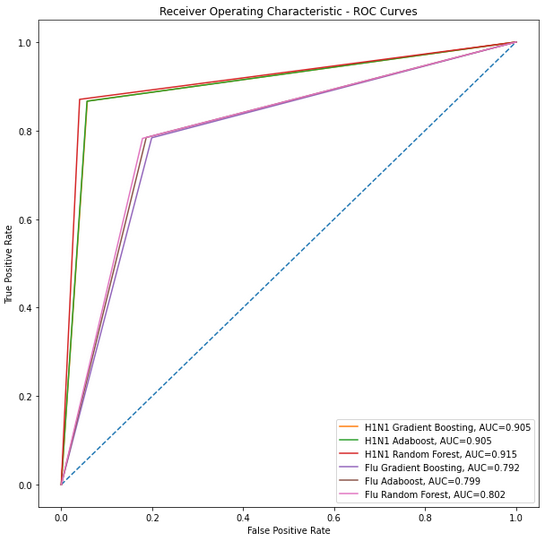 Receiver Operating Characteristic - ROC Curves
1.0
0.8
0.6
0.4
0.2
0.0
True Positive Rate
H1N1 Gradient Boosting, AUC=0.905
H1N1 Adaboost, AUC=0.905
H1N1 Random Forest, AUC=0.915
Flu Gradient Boosting, AUC=0.792
Flu Adaboost, AUC=0.799
Flu Random Forest, AUC=0.802
0.0 0.2 0.4 0.6 0.8 1.0
False Positive Rate